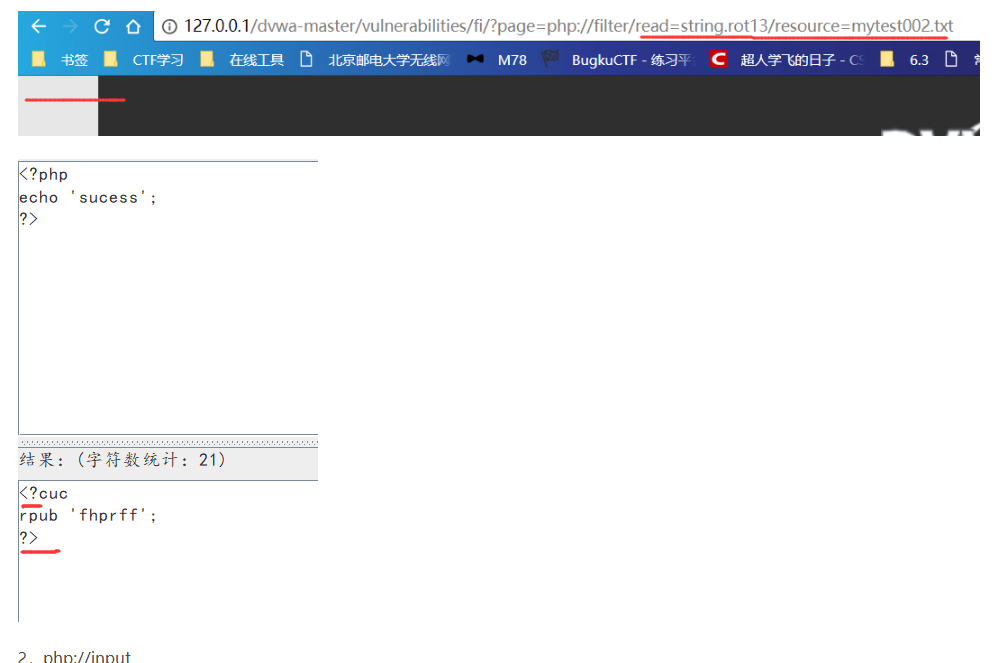 127.0.0.1/dvwa-master/vulnerabilities/fi/?page=php://filter/read=string.rot13/resource=mytest002.txt
书签 CTF学习 在线工具 北京邮电大学无线网 M78 BugkuCTF - 练习平 C 超人学飞的日子 - CS 6.3
<?php
echo 'sucess';
?>
结果：(字符数统计：21)
<?cuc
rpub 'fhprff';
?>
2、php://input